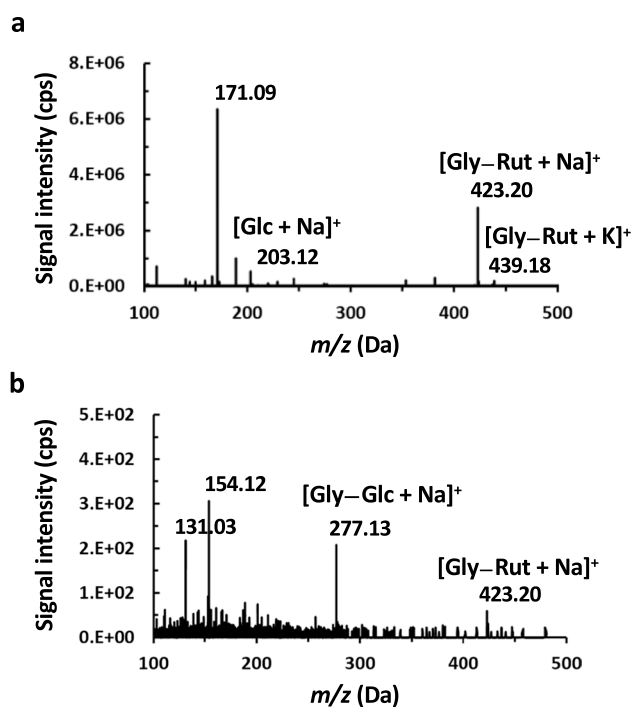 a
8.E+06
6.E+06
4.E+06
2.E+06
0.E+00
Signal intensity (cps)
171.09
[Glc + Na]⁺
203.12
[Gly–Rut + Na]⁺
423.20
[Gly–Rut + K]⁺
439.18
100 200 300 400 500
m/z (Da)
b
5.E+02
4.E+02
3.E+02
2.E+02
1.E+02
0.E+00
Signal intensity (cps)
154.12
131.03
[Gly–Glc + Na]⁺
277.13
[Gly–Rut + Na]⁺
423.20
100 200 300 400 500
m/z (Da)